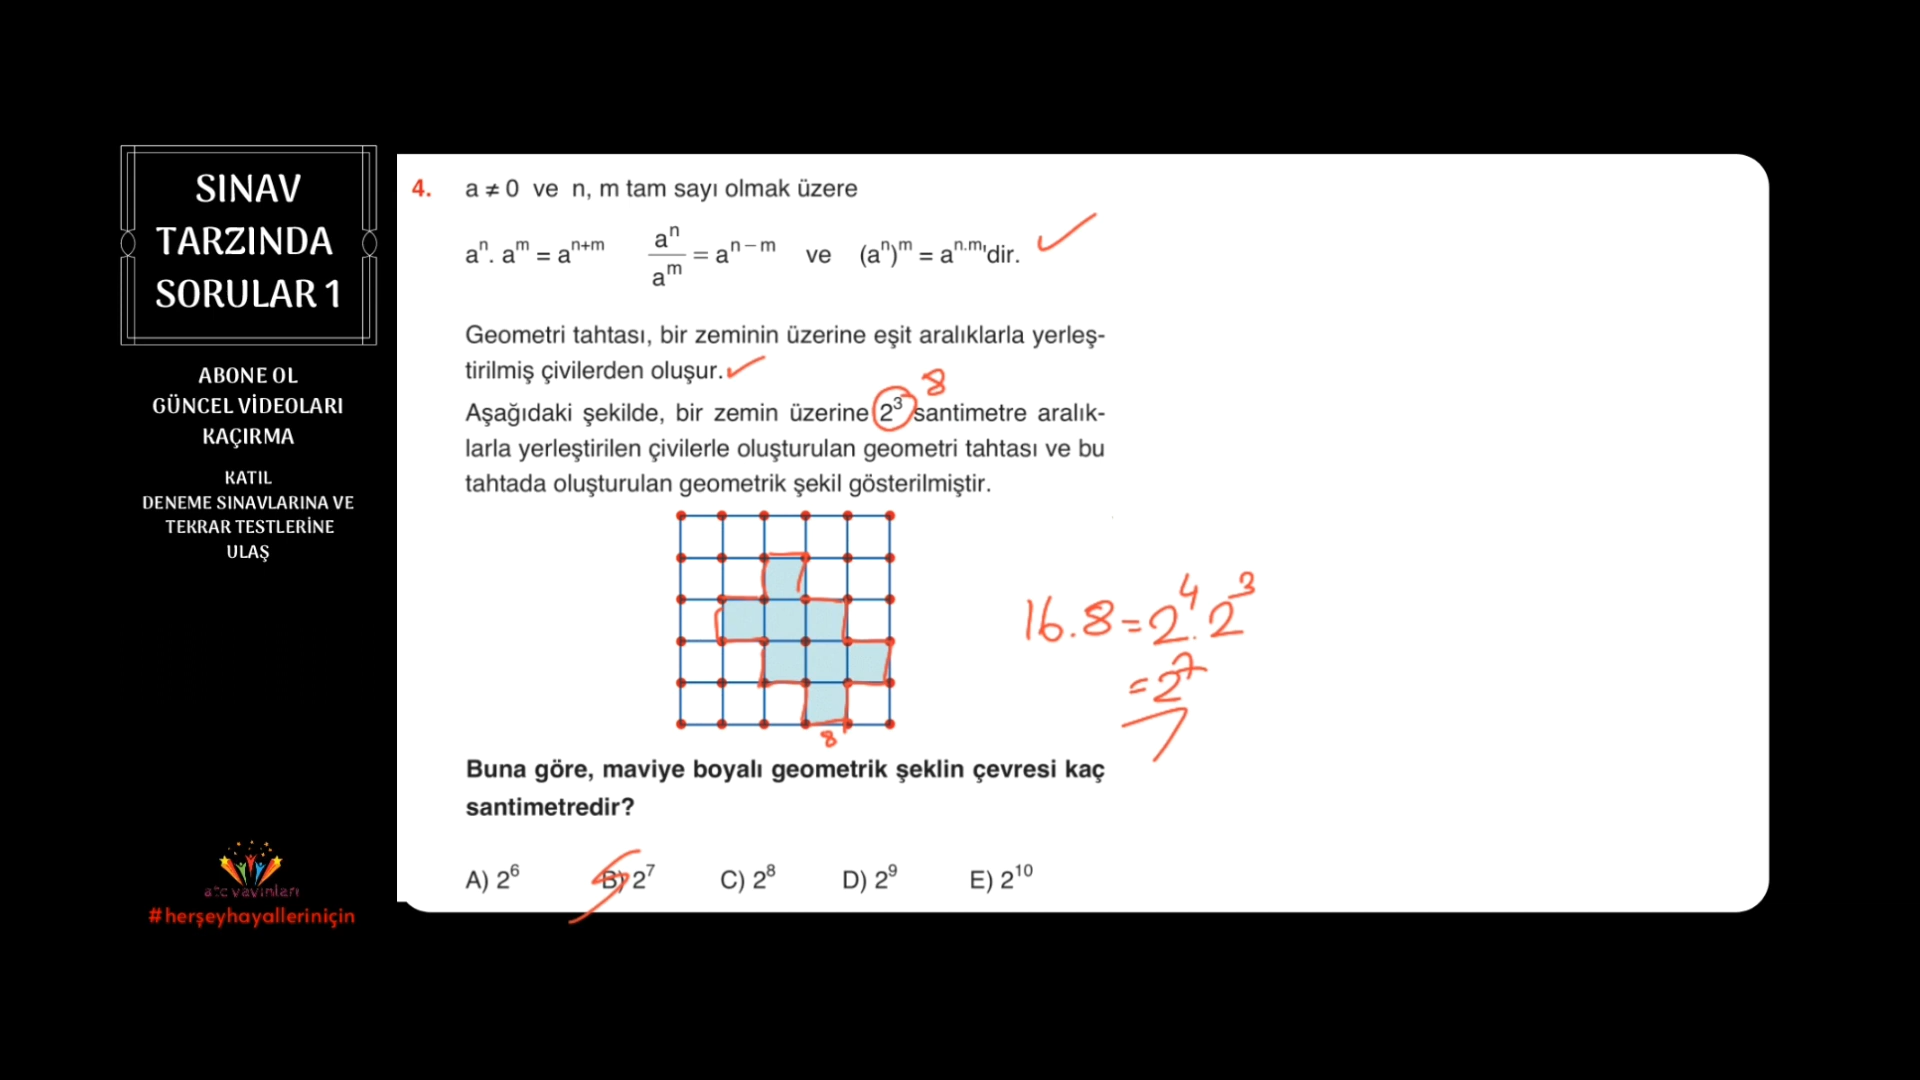 SINAV
TARZINDA
SORULAR 1
ABONE OL
GÜNCEL VİDEOLARI
KAÇIRMA
KATIL
DENEME SINAVLARINA VE
TEKRAR TESTLERİNE
ULAŞ
atc yayınları
#herşeyhayalleriniçin
4. a ≠ 0 ve n, m tam sayı olmak üzere
aⁿ. aᵐ = aⁿ⁺ᵐ aⁿ/aᵐ = aⁿ⁻ᵐ ve (aⁿ)ᵐ = aⁿ·ᵐ'dir.
Geometri tahtası, bir zeminin üzerine eşit aralıklarla yerleş-
tirilmiş çivilerden oluşur.
8
Aşağıdaki şekilde, bir zemin üzerine 2³ santimetre aralık-
larla yerleştirilen çivilerle oluşturulan geometri tahtası ve bu
tahtada oluşturulan geometrik şekil gösterilmiştir.
16.8=2⁴.2³
=2⁷
8
Buna göre, maviye boyalı geometrik şeklin çevresi kaç
santimetredir?
A) 2⁶ B) 2⁷ C) 2⁸ D) 2⁹ E) 2¹⁰